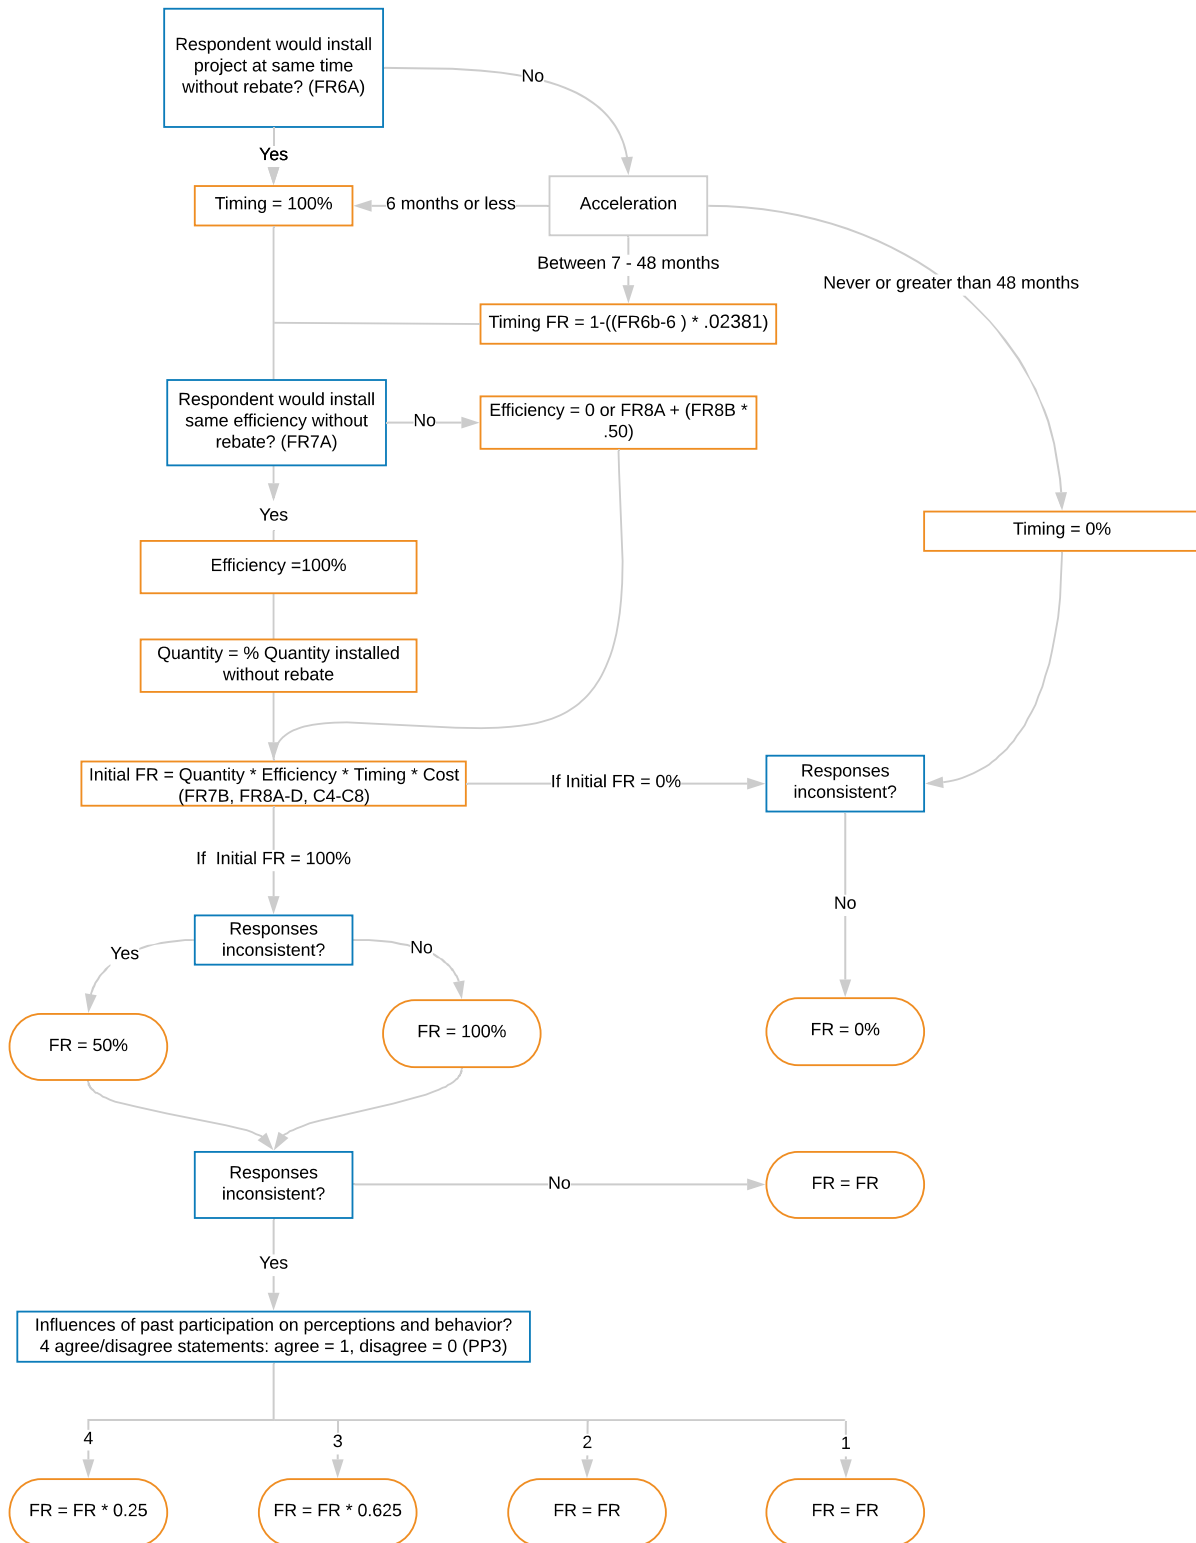 Respondent would install
project at same time
without rebate? (FR6A)
No
Yes
Timing = 100%
6 months or less
Acceleration
Between 7 - 48 months
Never or greater than 48 months
Timing FR = 1-((FR6b-6 ) * .02381)
Respondent would install
same efficiency without
rebate? (FR7A)
No
Efficiency = 0 or FR8A + (FR8B *
.50)
Yes
Timing = 0%
Efficiency =100%
Quantity = % Quantity installed
without rebate
Initial FR = Quantity * Efficiency * Timing * Cost
(FR7B, FR8A-D, C4-C8)
If Initial FR = 0%
Responses
inconsistent?
If  Initial FR = 100%
No
Responses
inconsistent?
Yes
No
FR = 50%
FR = 100%
FR = 0%
Responses
inconsistent?
No
FR = FR
Yes
Influences of past participation on perceptions and behavior?
4 agree/disagree statements: agree = 1, disagree = 0 (PP3)
4
3
2
1
FR = FR * 0.25
FR = FR * 0.625
FR = FR
FR = FR